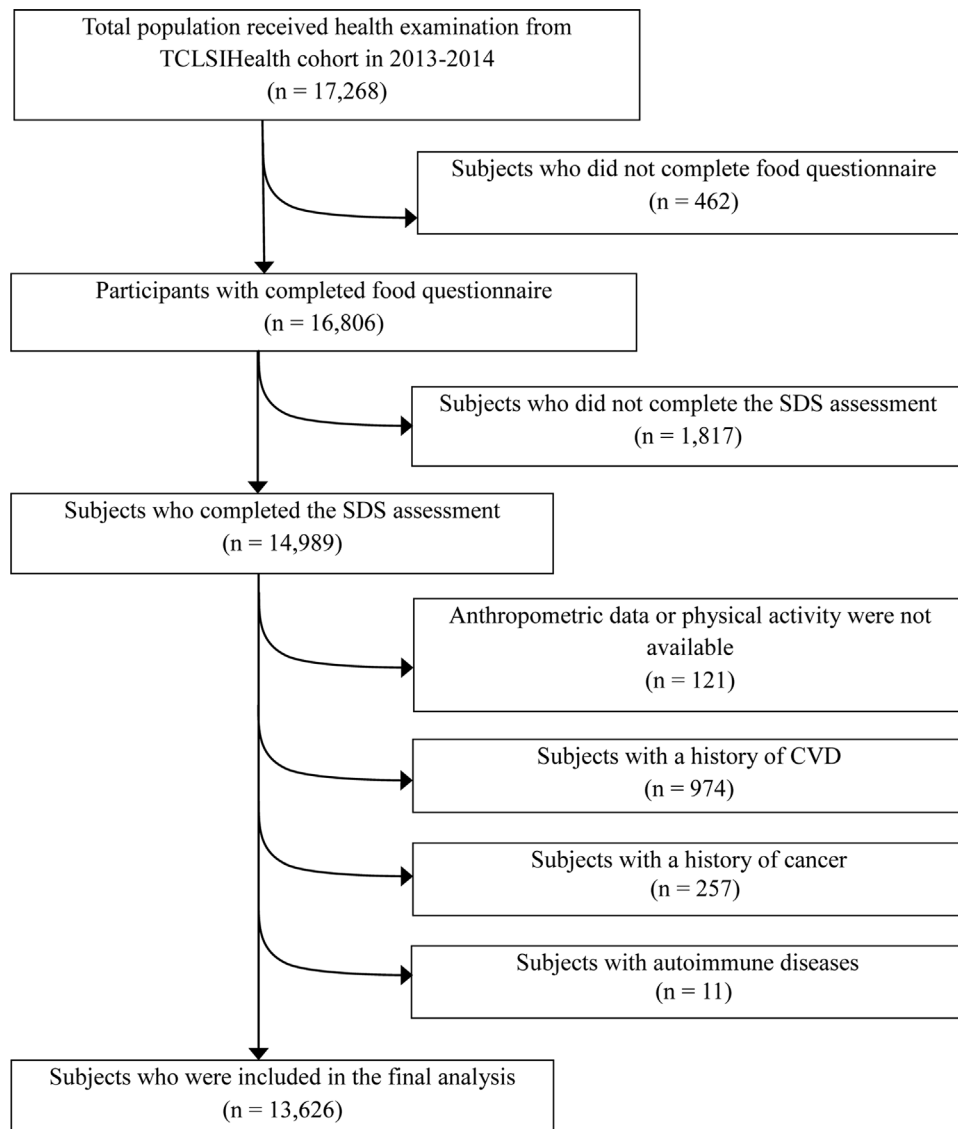 Total population received health examination from
TCLSIHealth cohort in 2013-2014
(n = 17,268)
Subjects who did not complete food questionnaire
(n = 462)
Participants with completed food questionnaire
(n = 16,806)
Subjects who did not complete the SDS assessment
(n = 1,817)
Subjects who completed the SDS assessment
(n = 14,989)
Anthropometric data or physical activity were not
available
(n = 121)
Subjects with a history of CVD
(n = 974)
Subjects with a history of cancer
(n = 257)
Subjects with autoimmune diseases
(n = 11)
Subjects who were included in the final analysis
(n = 13,626)